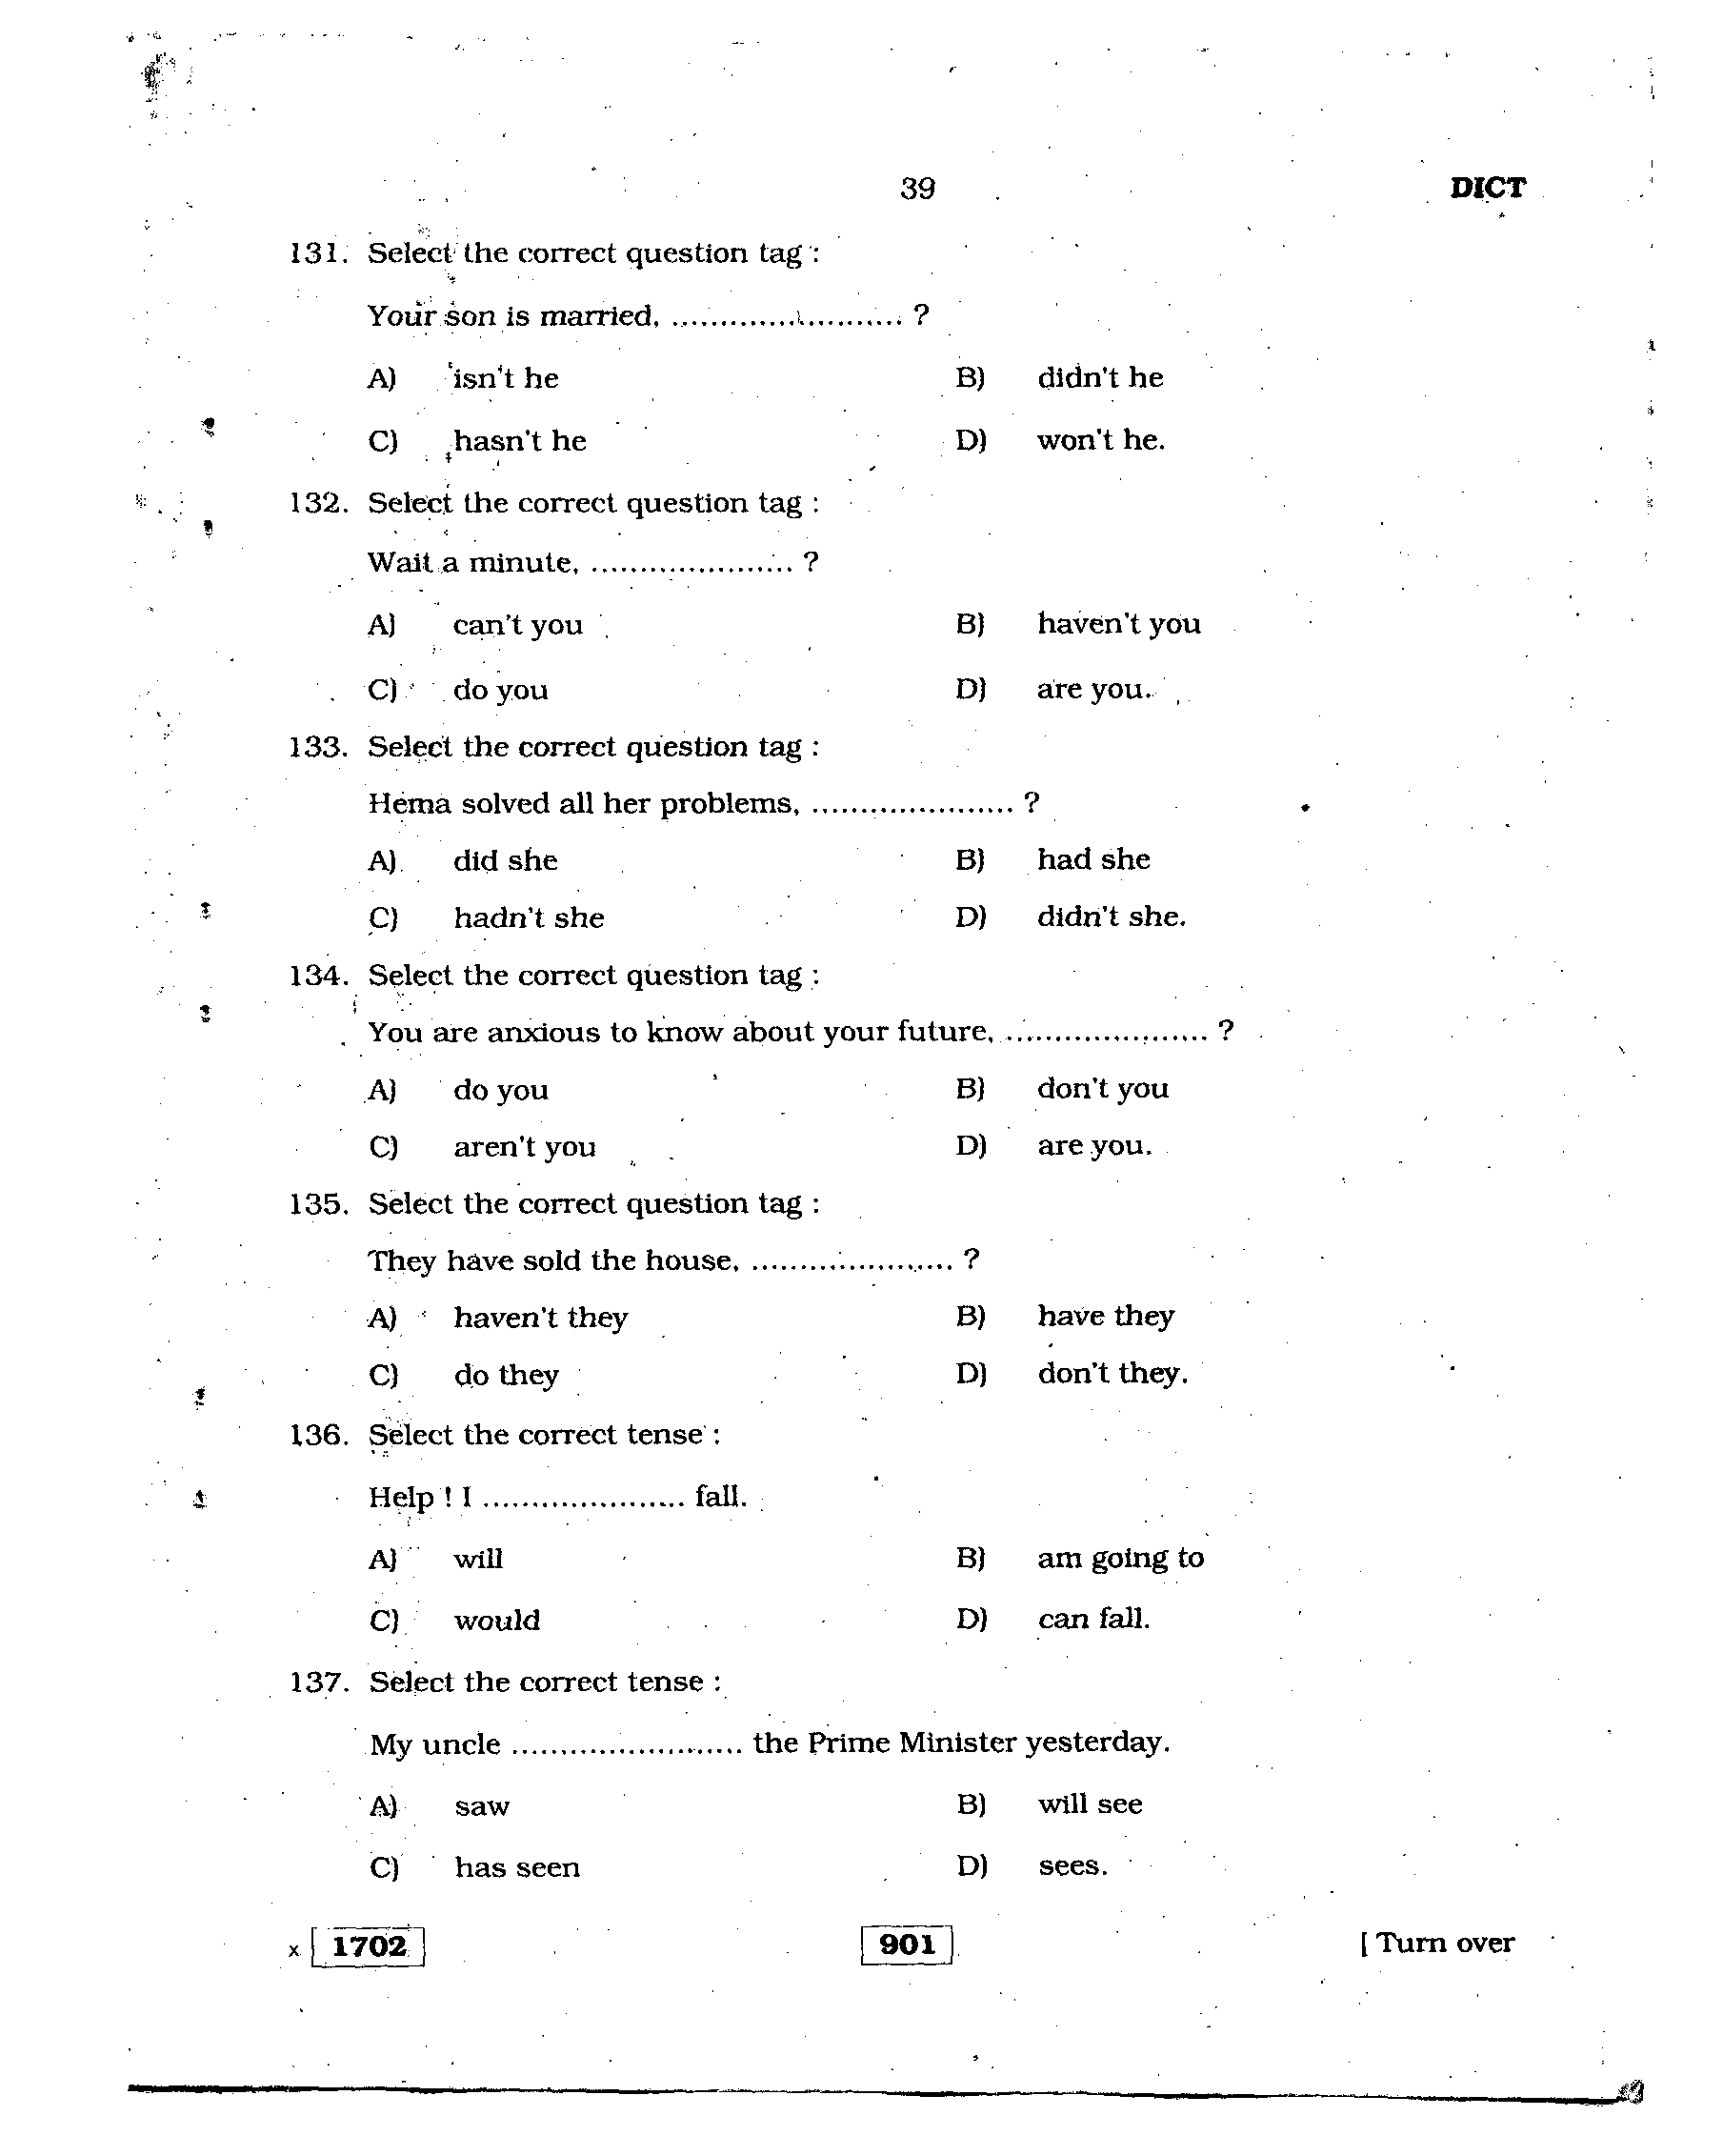 39 DICT
131. Select the correct question tag :
Your son is married, ........................ ?
A) isn't he B) didn't he
C) hasn't he D) won't he.
132. Select the correct question tag :
Wait a minute, ..................... ?
A) can't you B) haven't you
C) do you D) are you.
133. Select the correct question tag :
Hema solved all her problems, ..................... ?
A) did she B) had she
C) hadn't she D) didn't she.
134. Select the correct question tag :
You are anxious to know about your future, ..................... ?
A) do you B) don't you
C) aren't you D) are you.
135. Select the correct question tag :
They have sold the house, ..................... ?
A) haven't they B) have they
C) do they D) don't they.
136. Select the correct tense :
Help ! I ..................... fall.
A) will B) am going to
C) would D) can fall.
137. Select the correct tense :
My uncle ........................ the Prime Minister yesterday.
A) saw B) will see
C) has seen D) sees.
x 1702 901 [ Turn over